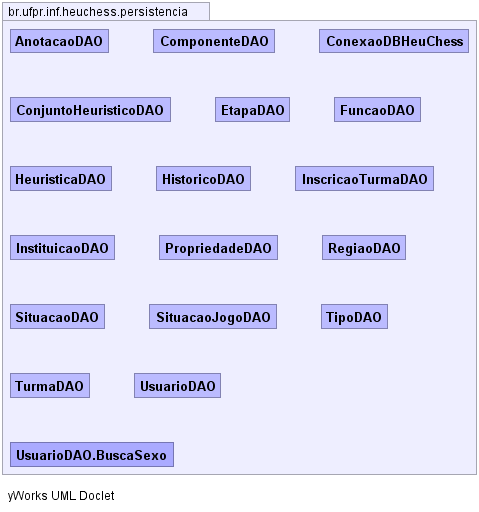 br.ufpr.inf.heuchess.persistencia
AnotacaoDAO ComponenteDAO ConexaoDBHeuChess
ConjuntoHeuristicoDAO EtapaDAO FuncaoDAO
HeuristicaDAO HistoricoDAO InscricaoTurmaDAO
InstituicaoDAO PropriedadeDAO RegiaoDAO
SituacaoDAO SituacaoJogoDAO TipoDAO
TurmaDAO UsuarioDAO
UsuarioDAO.BuscaSexo
yWorks UML Doclet